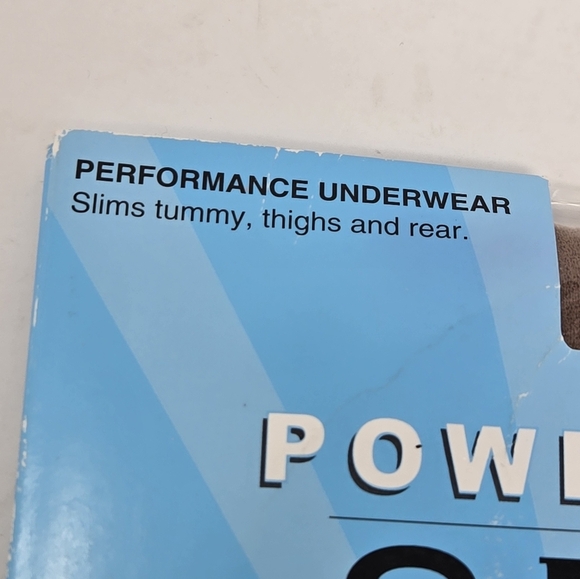 PERFORMANCE UNDERWEAR
Slims tummy, thighs and rear.
POW